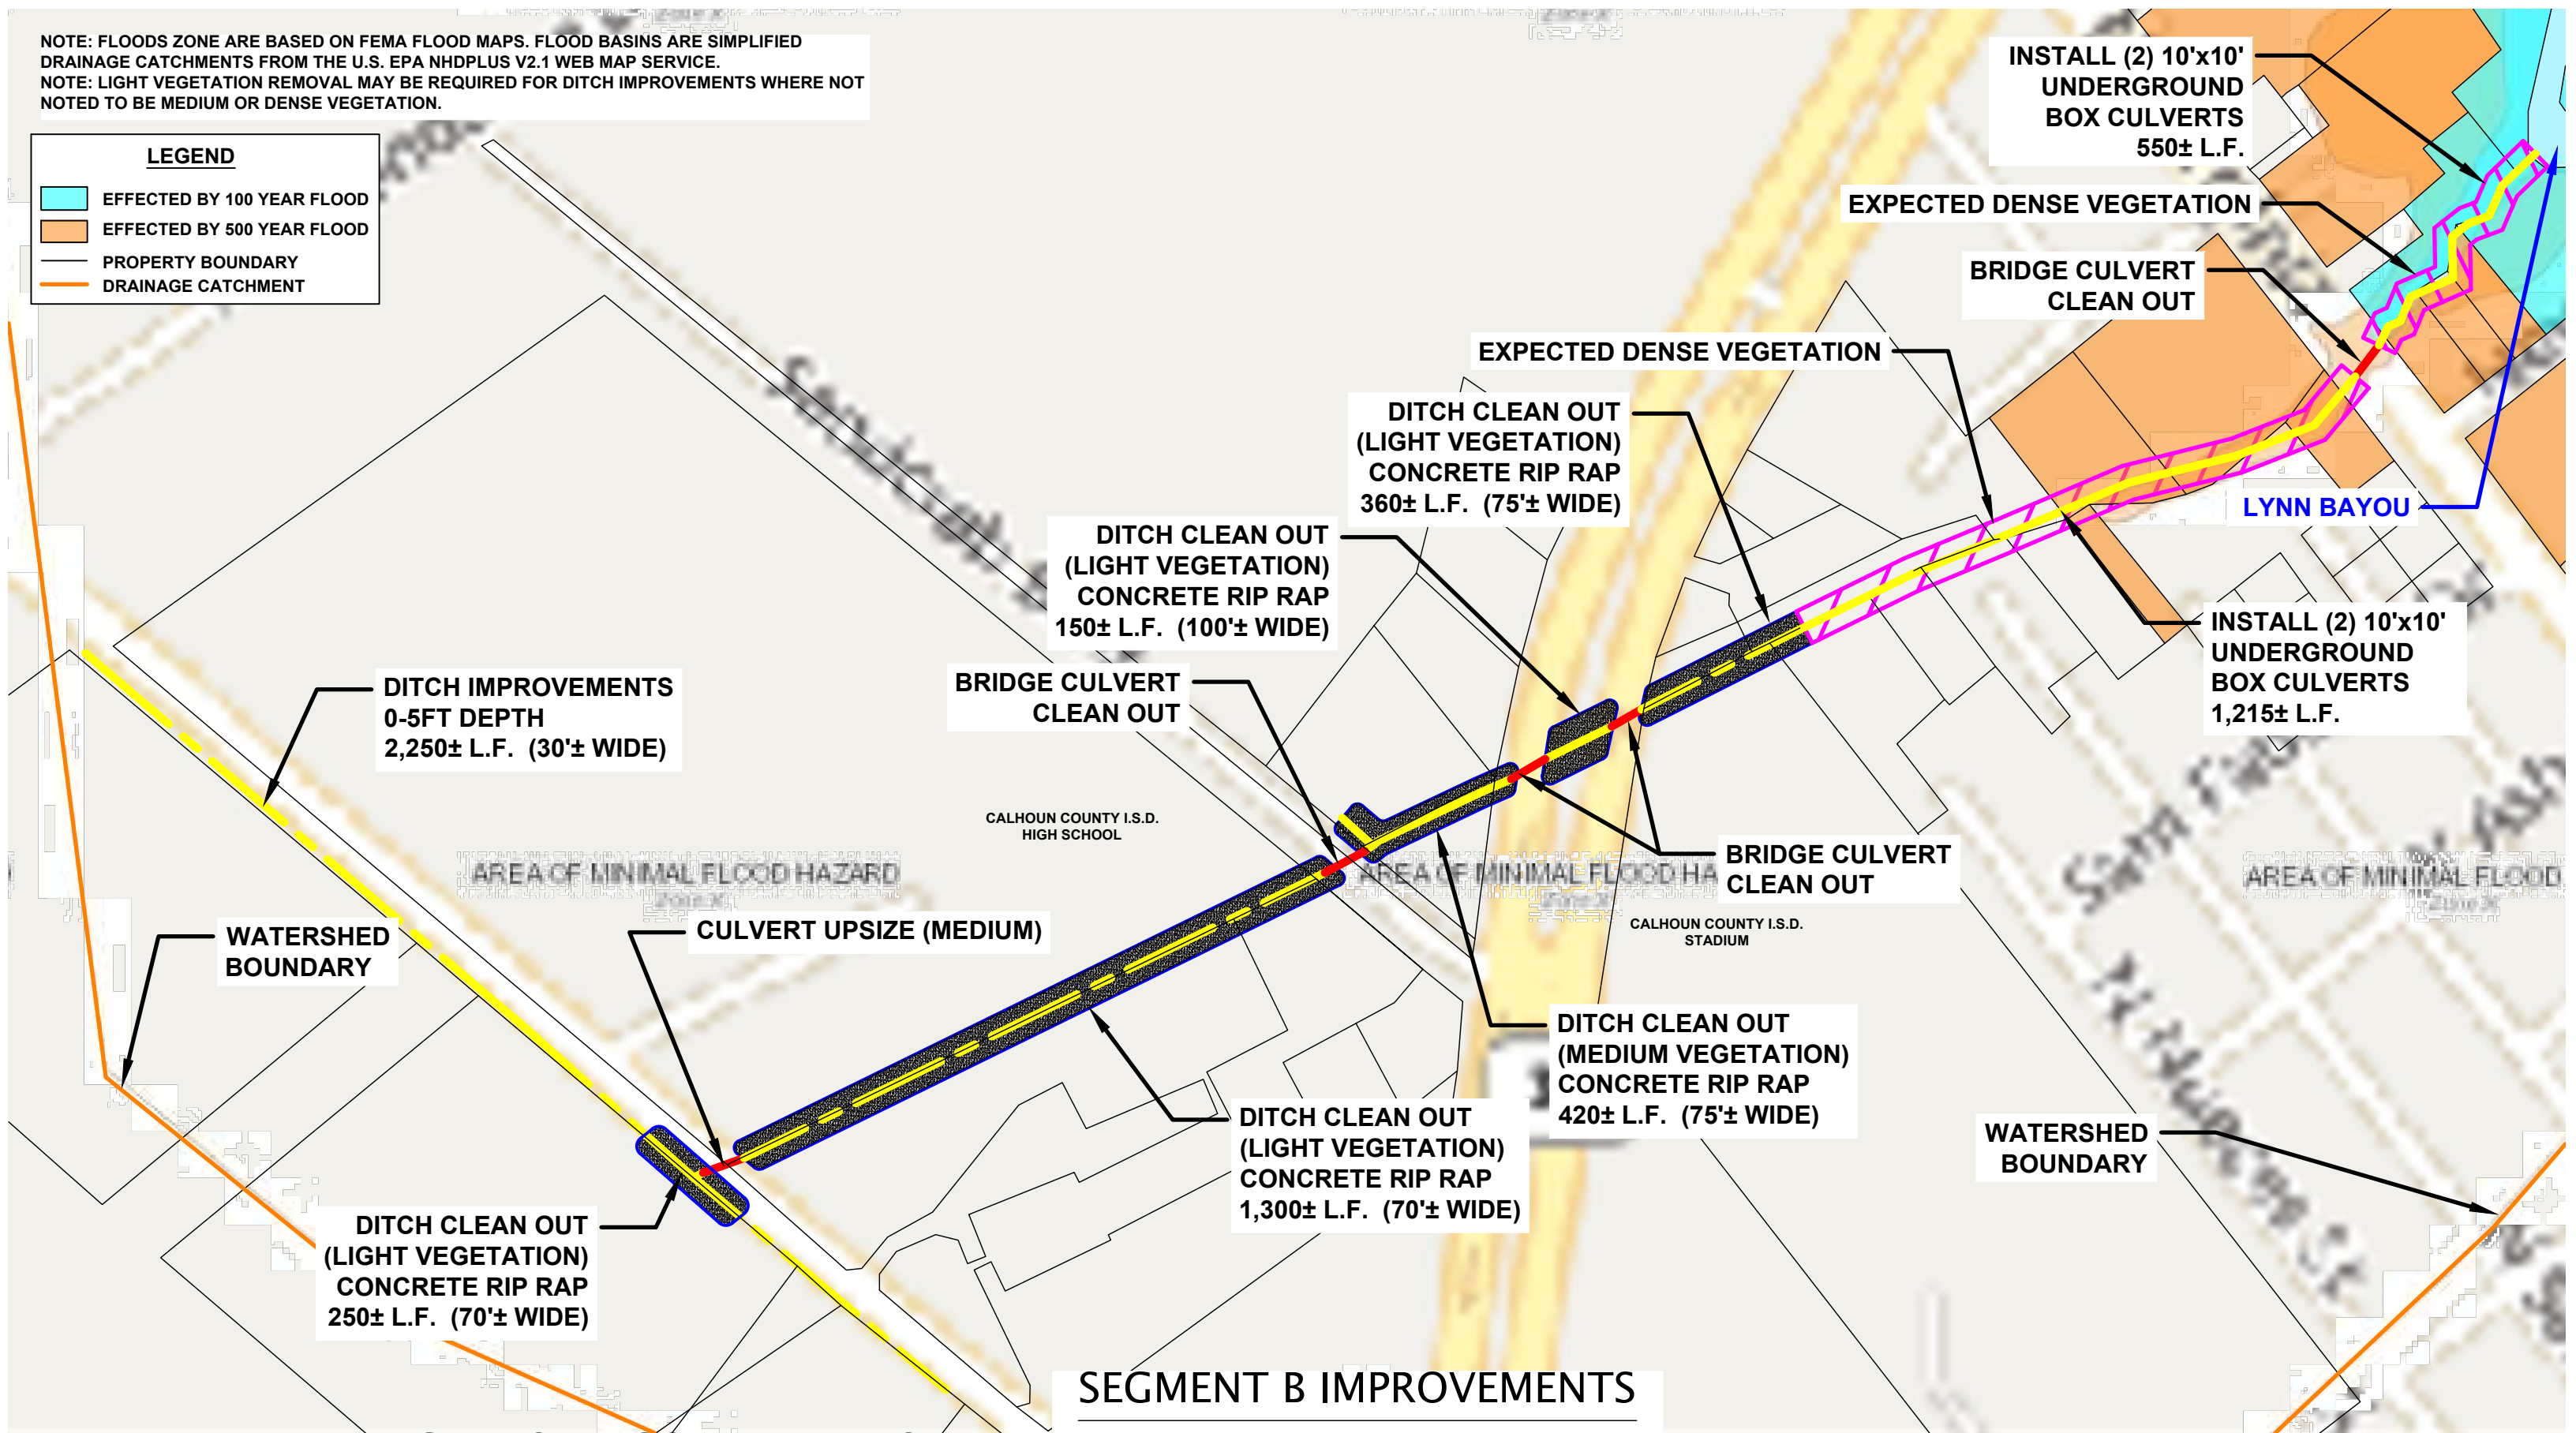 NOTE: FLOODS ZONE ARE BASED ON FEMA FLOOD MAPS. FLOOD BASINS ARE SIMPLIFIED
DRAINAGE CATCHMENTS FROM THE U.S. EPA NHDPLUS V2.1 WEB MAP SERVICE.
NOTE: LIGHT VEGETATION REMOVAL MAY BE REQUIRED FOR DITCH IMPROVEMENTS WHERE NOT
NOTED TO BE MEDIUM OR DENSE VEGETATION.
LEGEND
EFFECTED BY 100 YEAR FLOOD
EFFECTED BY 500 YEAR FLOOD
PROPERTY BOUNDARY
DRAINAGE CATCHMENT
INSTALL (2) 10'x10'
UNDERGROUND
BOX CULVERTS
550± L.F.
EXPECTED DENSE VEGETATION
BRIDGE CULVERT
CLEAN OUT
EXPECTED DENSE VEGETATION
DITCH CLEAN OUT
(LIGHT VEGETATION)
CONCRETE RIP RAP
360± L.F. (75'± WIDE)
LYNN BAYOU
DITCH CLEAN OUT
(LIGHT VEGETATION)
CONCRETE RIP RAP
150± L.F. (100'± WIDE)
INSTALL (2) 10'x10'
UNDERGROUND
BOX CULVERTS
1,215± L.F.
BRIDGE CULVERT
CLEAN OUT
DITCH IMPROVEMENTS
0-5FT DEPTH
2,250± L.F. (30'± WIDE)
CALHOUN COUNTY I.S.D.
HIGH SCHOOL
BRIDGE CULVERT
CLEAN OUT
AREA OF MINIMAL FLOOD HAZARD
AREA OF MINIMAL FLOOD HA
AREA OF MINIMAL FLOOD
CALHOUN COUNTY I.S.D.
STADIUM
CULVERT UPSIZE (MEDIUM)
WATERSHED
BOUNDARY
DITCH CLEAN OUT
(MEDIUM VEGETATION)
CONCRETE RIP RAP
420± L.F. (75'± WIDE)
DITCH CLEAN OUT
(LIGHT VEGETATION)
CONCRETE RIP RAP
1,300± L.F. (70'± WIDE)
WATERSHED
BOUNDARY
DITCH CLEAN OUT
(LIGHT VEGETATION)
CONCRETE RIP RAP
250± L.F. (70'± WIDE)
SEGMENT B IMPROVEMENTS